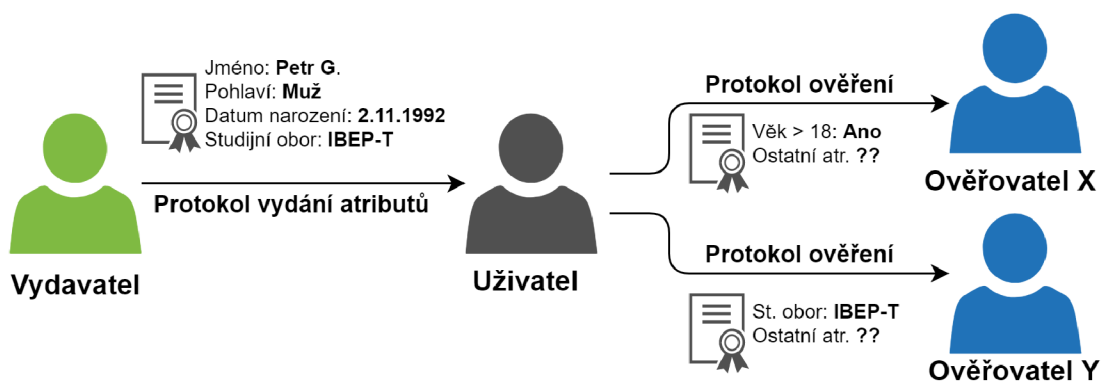 Jméno: Petr G.
Pohlaví: Muž
Datum narození: 2.11.1992
Studijní obor: IBEP-T
Protokol vydání atributů
Vydavatel
Uživatel
Protokol ověření
Věk > 18: Ano
Ostatní atr. ??
Ověřovatel X
Protokol ověření
St. obor: IBEP-T
Ostatní atr. ??
Ověřovatel Y